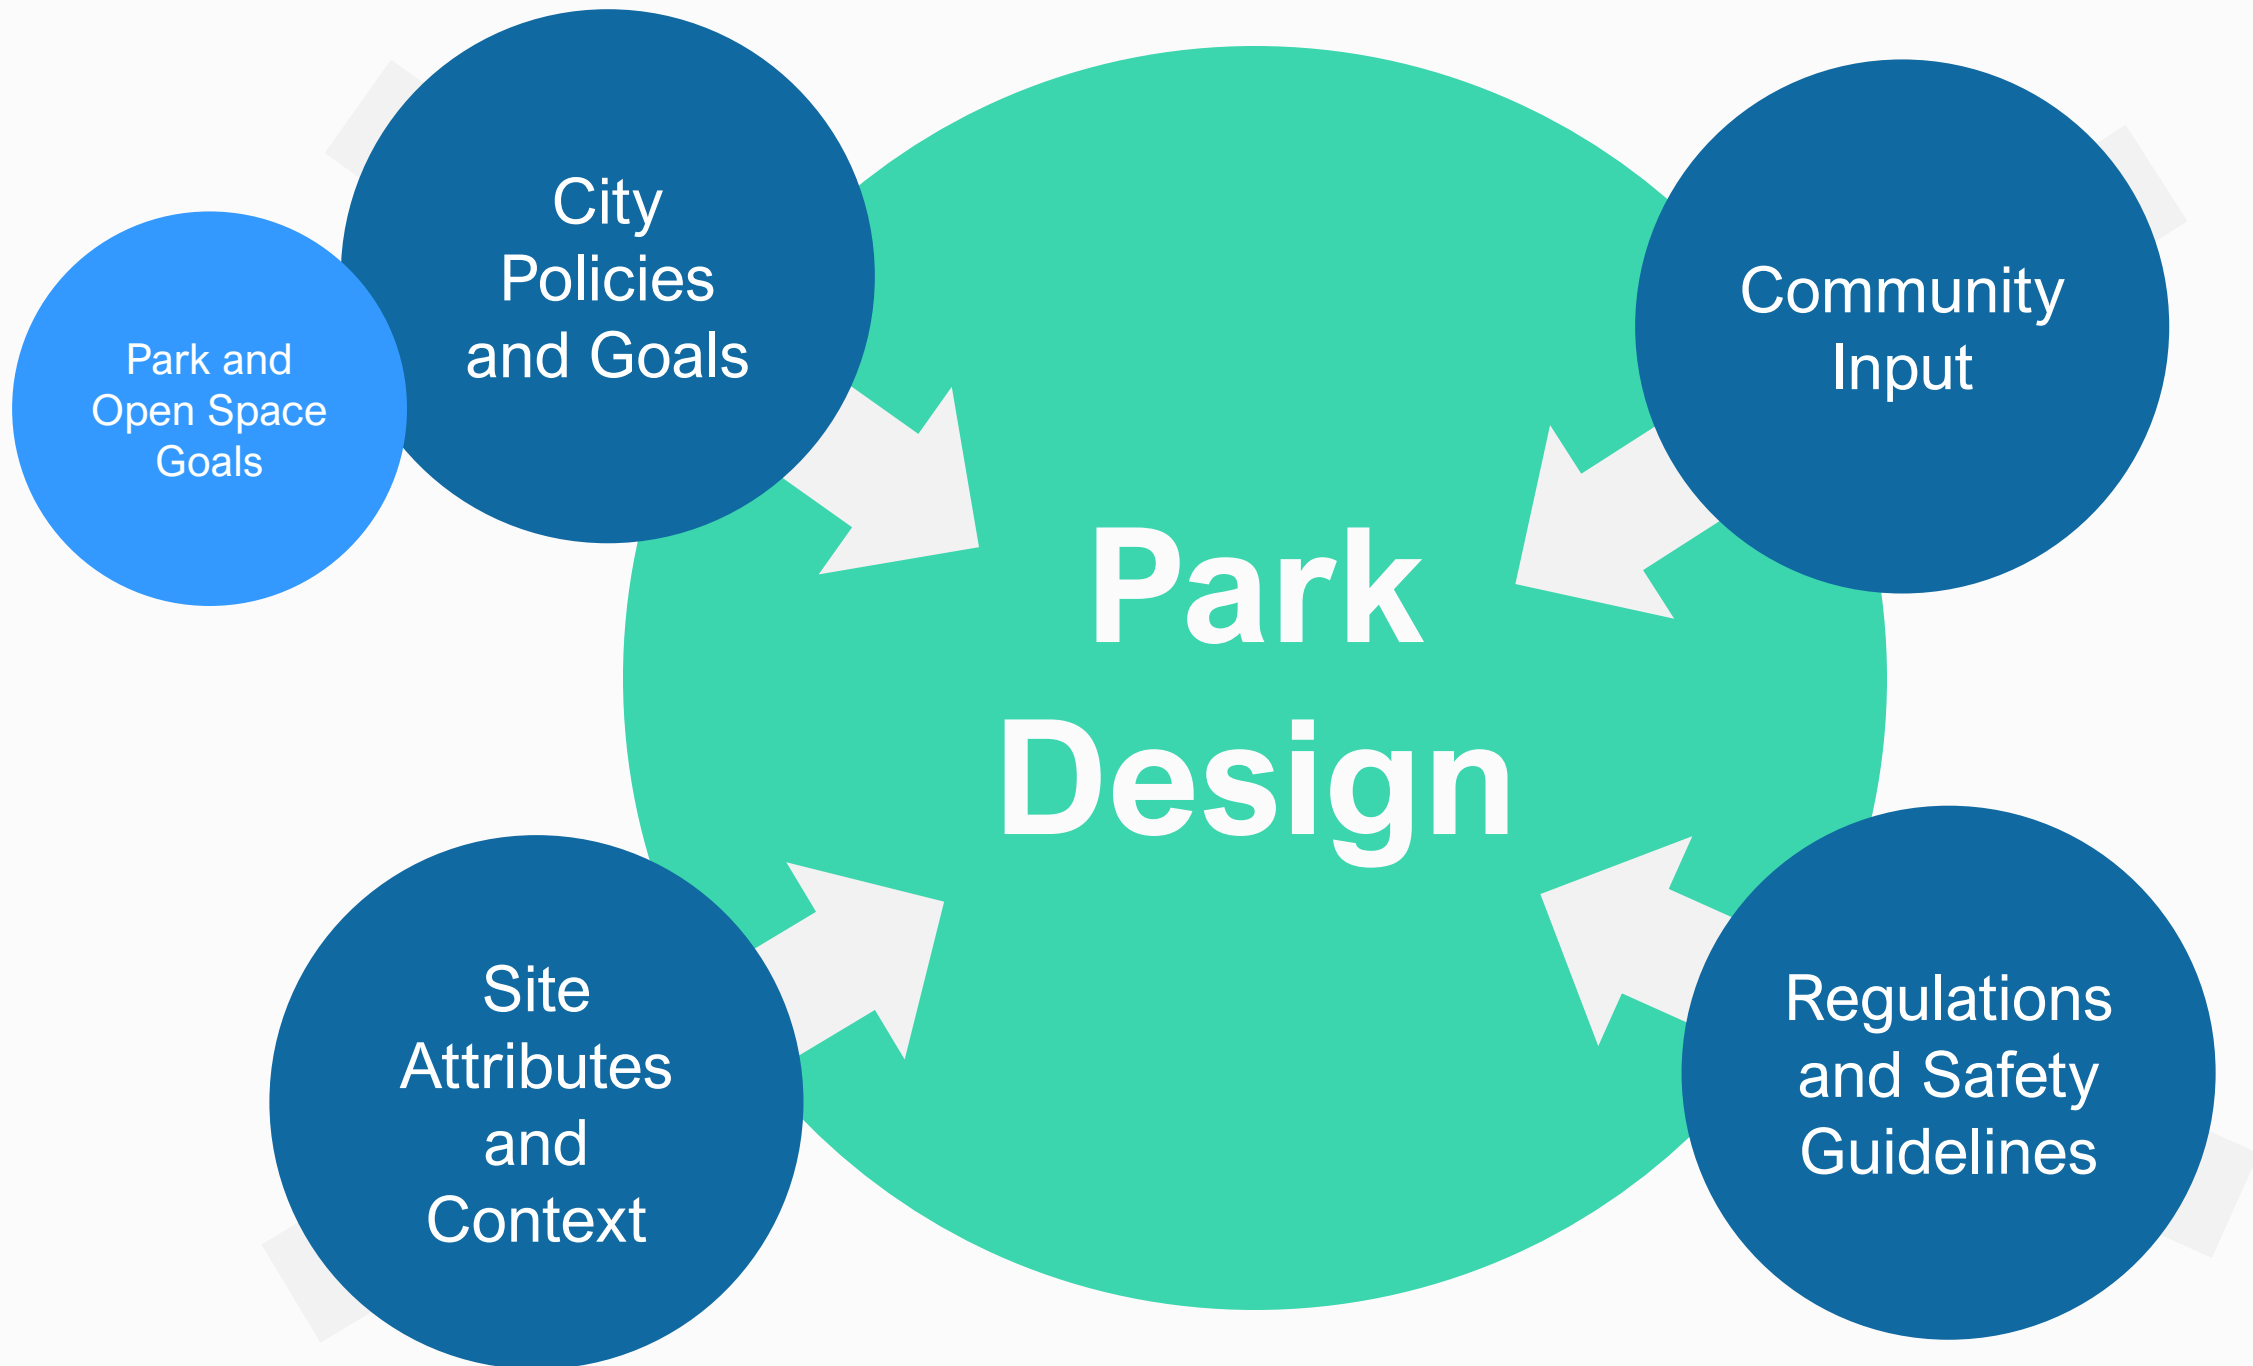 City
Policies
and Goals
Park and
Open Space
Goals
Community
Input
Park
Design
Site
Attributes
and
Context
Regulations
and Safety
Guidelines